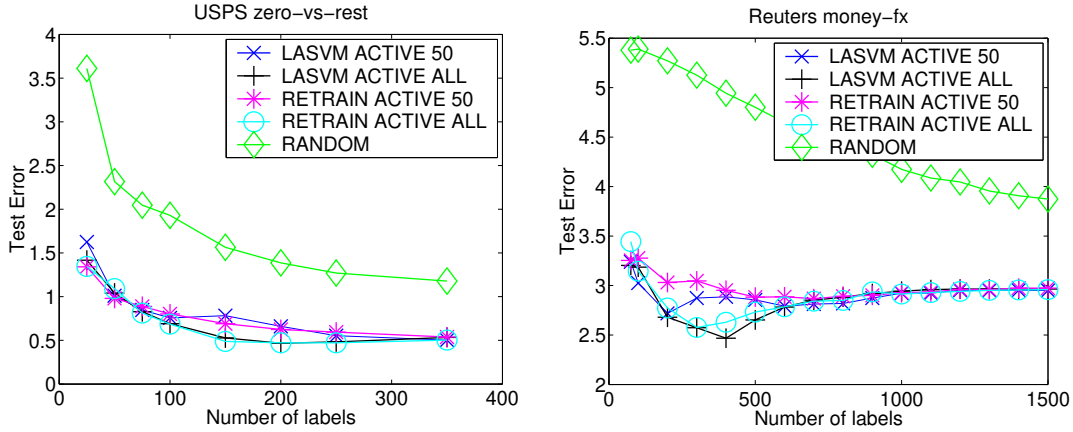 USPS zero−vs−rest
4
3.5
3
2.5
2
1.5
1
0.5
0
Test Error
0
100
200
300
400
Number of labels
LASVM ACTIVE 50
LASVM ACTIVE ALL
RETRAIN ACTIVE 50
RETRAIN ACTIVE ALL
RANDOM
Reuters money−fx
5.5
5
4.5
4
3.5
3
2.5
2
Test Error
0
500
1000
1500
Number of labels
LASVM ACTIVE 50
LASVM ACTIVE ALL
RETRAIN ACTIVE 50
RETRAIN ACTIVE ALL
RANDOM